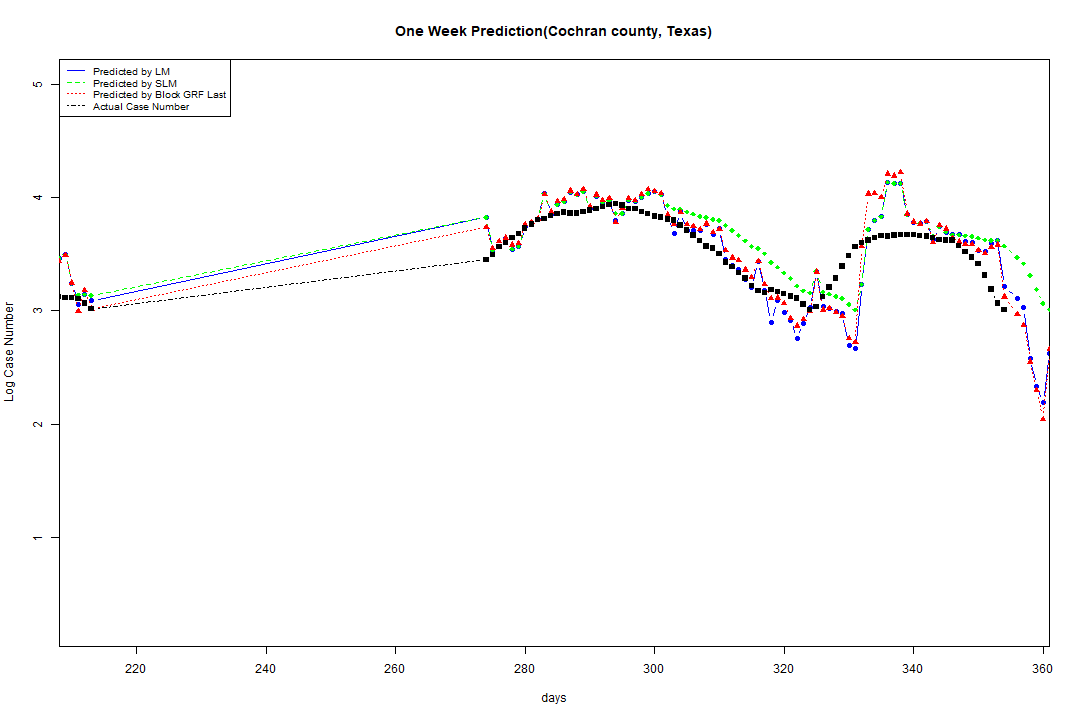 One Week Prediction(Cochran county, Texas)
Predicted by LM
Predicted by SLM
Predicted by Block GRF Last
Actual Case Number
5
4
3
2
1
Log Case Number
220 240 260 280 300 320 340 360
days